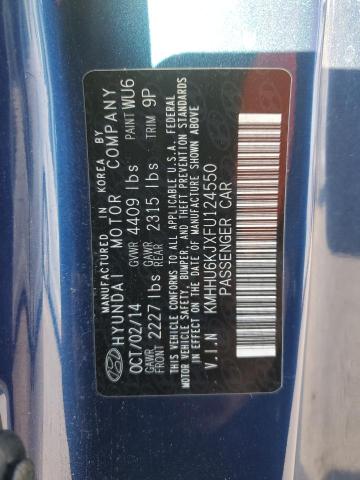 MANUFACTURED IN KOREA BY
HYUNDAI MOTOR COMPANY
OCT/02/14 GVWR 4409 lbs PAINT WU6
GAWR FRONT 2227 lbs GAWR REAR 2315 lbs TRIM 9P
THIS VEHICLE CONFORMS TO ALL APPLICABLE U.S.A. FEDERAL
MOTOR VEHICLE SAFETY, BUMPER, AND THEFT PREVENTION STANDARDS
IN EFFECT ON THE DATE OF MANUFACTURE SHOWN ABOVE.
V.I.N KMHHU6KJXFU124550
PASSENGER CAR